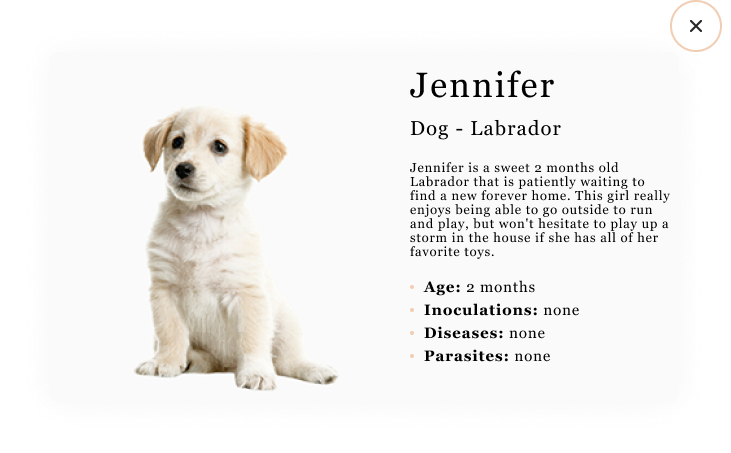 Jennifer
Dog - Labrador
Jennifer is a sweet 2 months old
Labrador that is patiently waiting to
find a new forever home. This girl really
enjoys being able to go outside to run
and play, but won't hesitate to play up a
storm in the house if she has all of her
favorite toys.
Age: 2 months
Inoculations: none
Diseases: none
Parasites: none